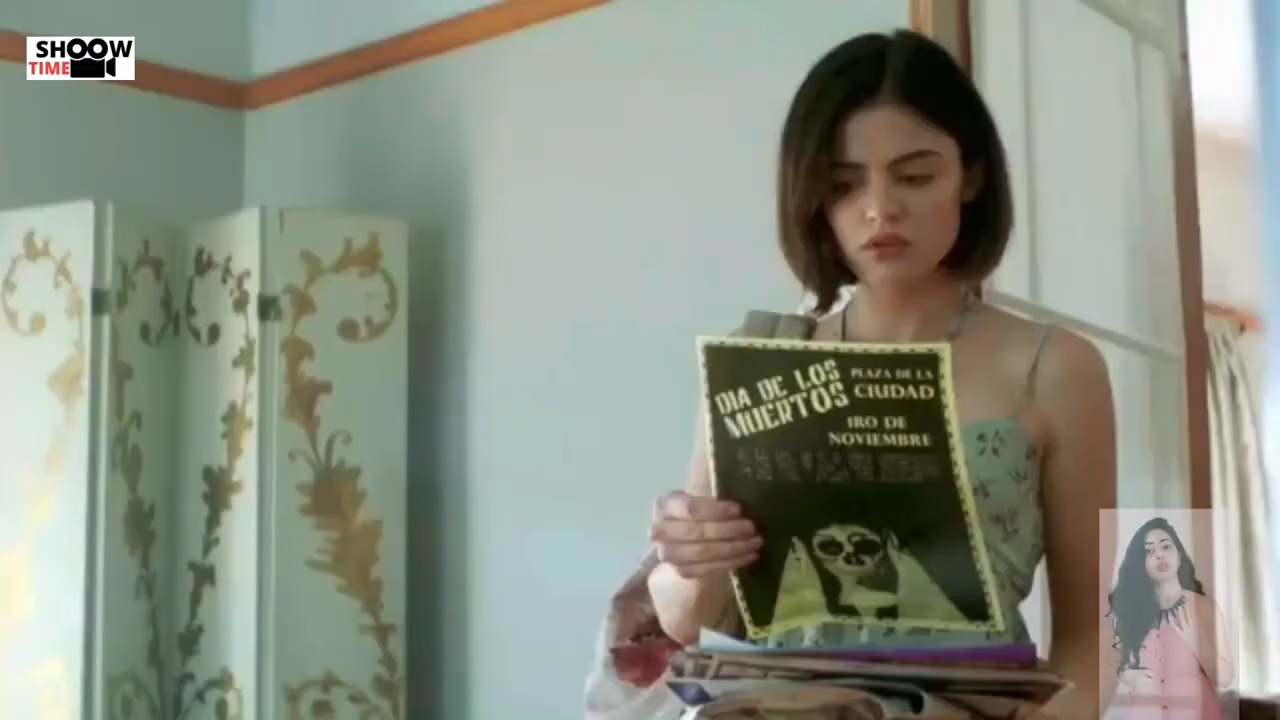 SHOOW
TIME
DIA DE LOS
MUERTOS
PLAZA DE LA
CIUDAD
1RO DE
NOVIEMBRE